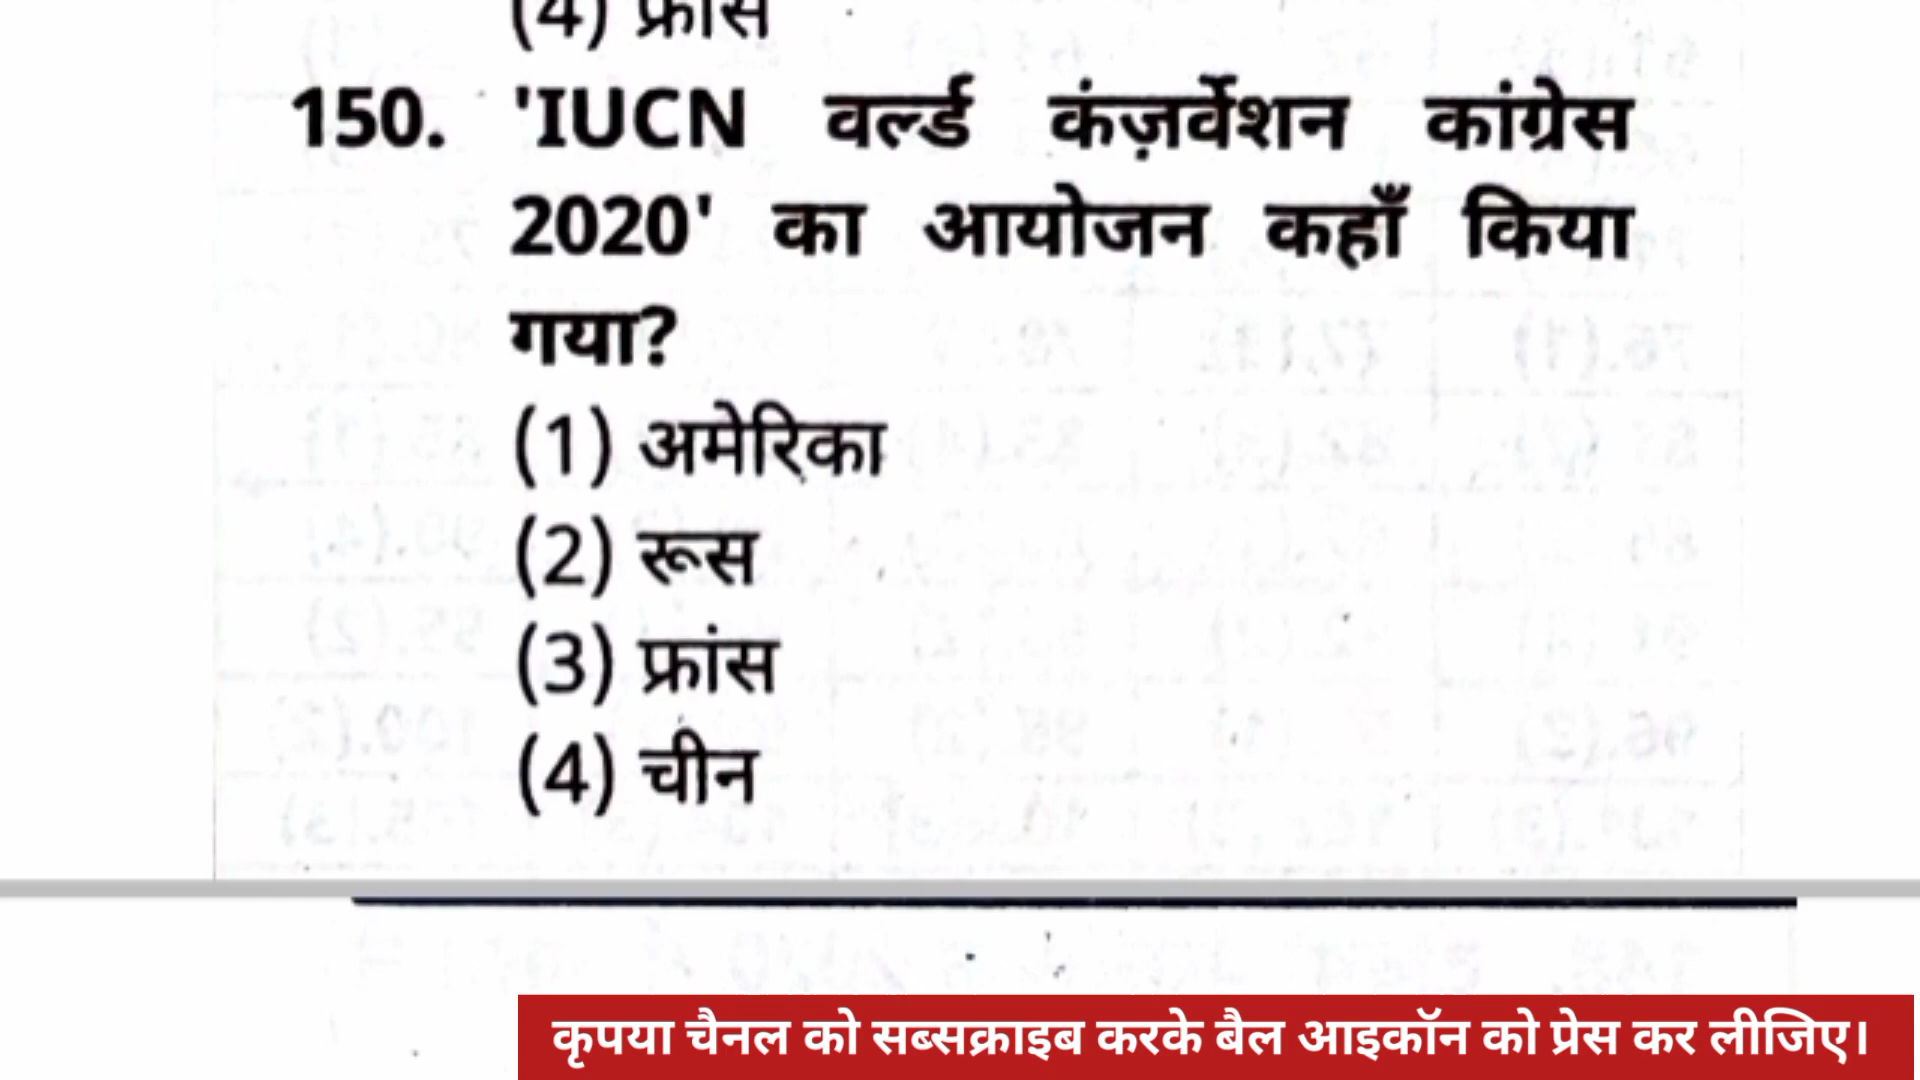 (4) फ्रांस
150. 'IUCN वर्ल्ड कंज़र्वेशन कांग्रेस
2020' का आयोजन कहाँ किया
गया?
(1) अमेरिका
(2) रूस
(3) फ्रांस
(4) चीन
कृपया चैनल को सब्सक्राइब करके बैल आइकॉन को प्रेस कर लीजिए।